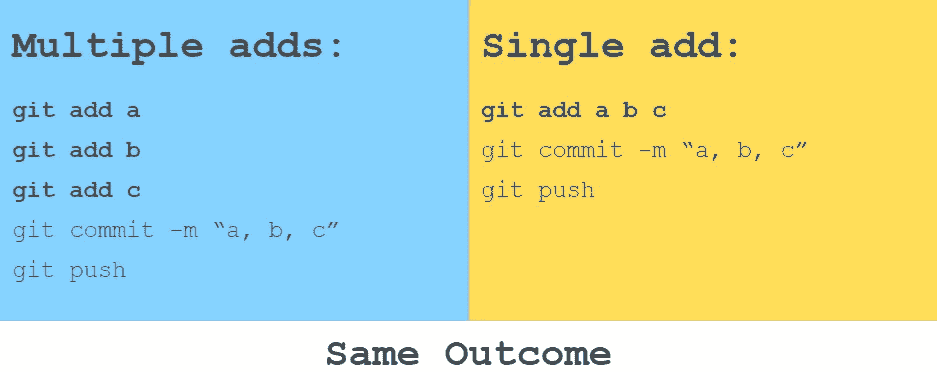 Multiple adds:
git add a
git add b
git add c
git commit -m “a, b, c”
git push
Single add:
git add a b c
git commit -m “a, b, c”
git push
Same Outcome